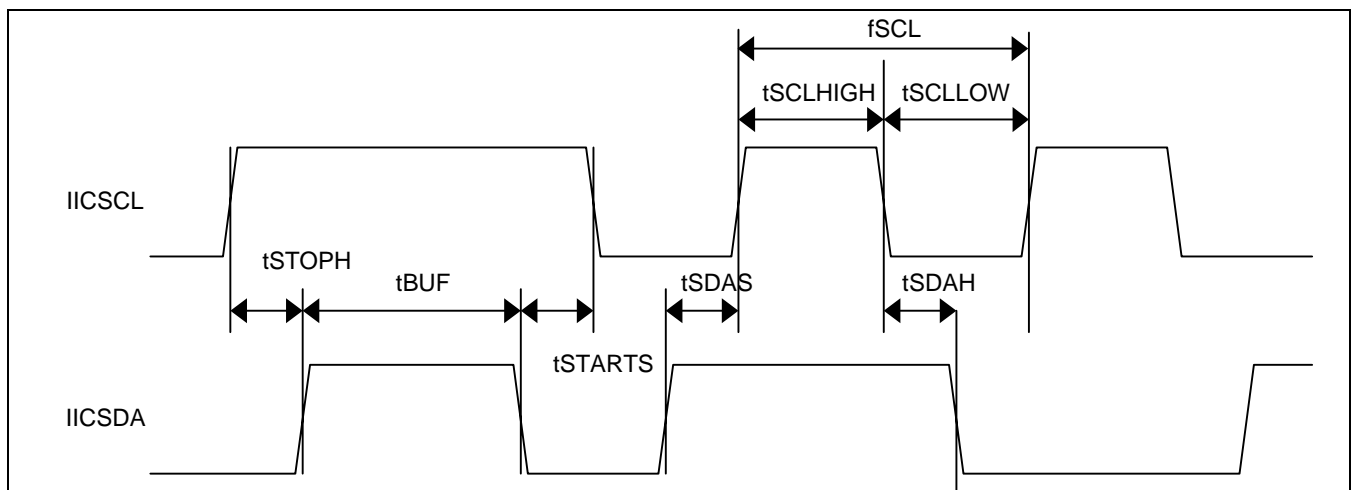 fSCL
tSCLHIGH tSCLLOW
IICSCL
tSTOPH
tBUF tSDAS tSDAH
tSTARTS
IICSDA